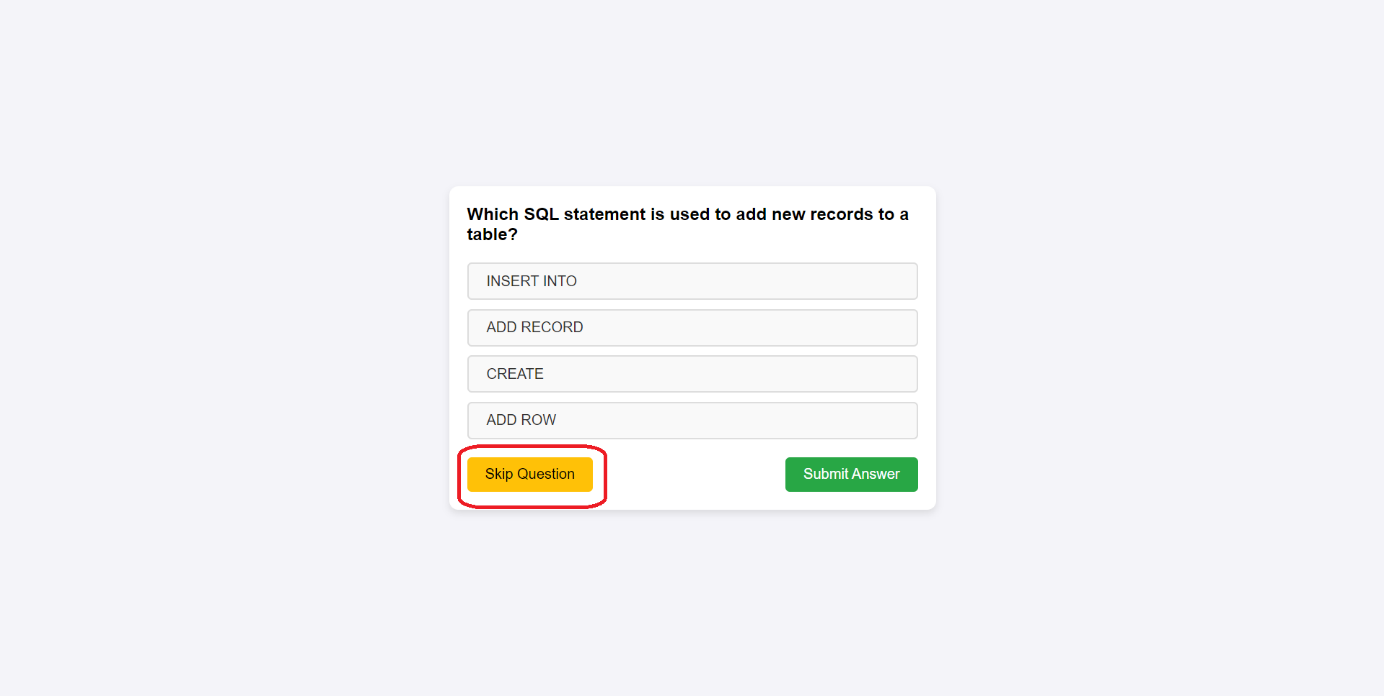 Which SQL statement is used to add new records to a
table?
INSERT INTO
ADD RECORD
CREATE
ADD ROW
Skip Question
Submit Answer